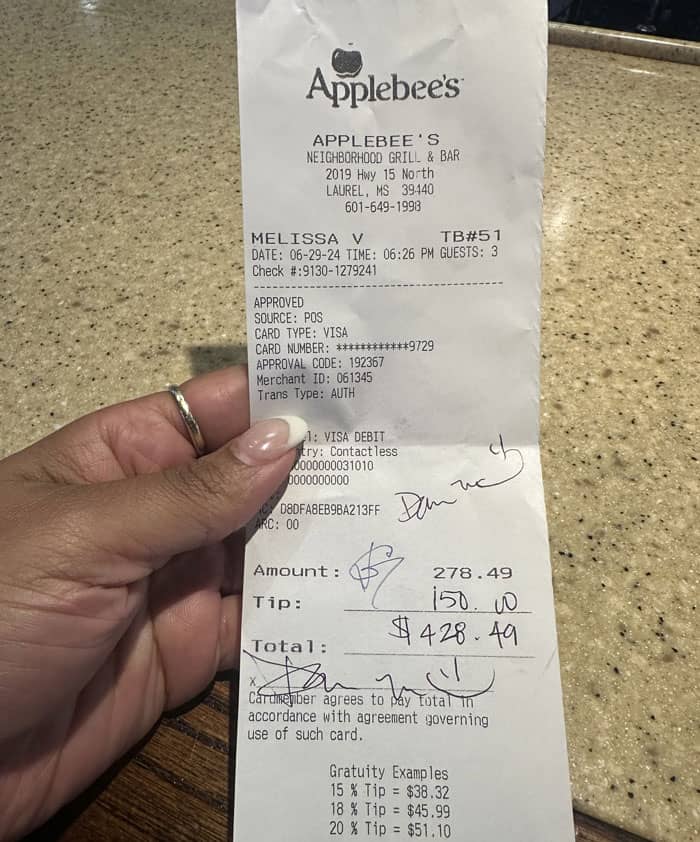 Applebee's
APPLEBEE'S
NEIGHBORHOOD GRILL & BAR
2019 Hwy 15 North
LAUREL, MS 39440
601-649-1998
MELISSA V TB#51
DATE: 06-29-24 TIME: 06:26 PM GUESTS: 3
Check #:9130-1279241
APPROVED
SOURCE: POS
CARD TYPE: VISA
CARD NUMBER: ************9729
APPROVAL CODE: 192367
Merchant ID: 061345
Trans Type: AUTH
VISA DEBIT
Contactless
0000000031010
0000000000
D8DFA8EB9BA213FF
ARC: 00
Amount: 278.49
Tip: 150.00
Total: $428.49
x
Cardmember agrees to pay Total in
accordance with agreement governing
use of such card.
Gratuity Examples
15 % Tip = $38.32
18 % Tip = $45.99
20 % Tip = $51.10